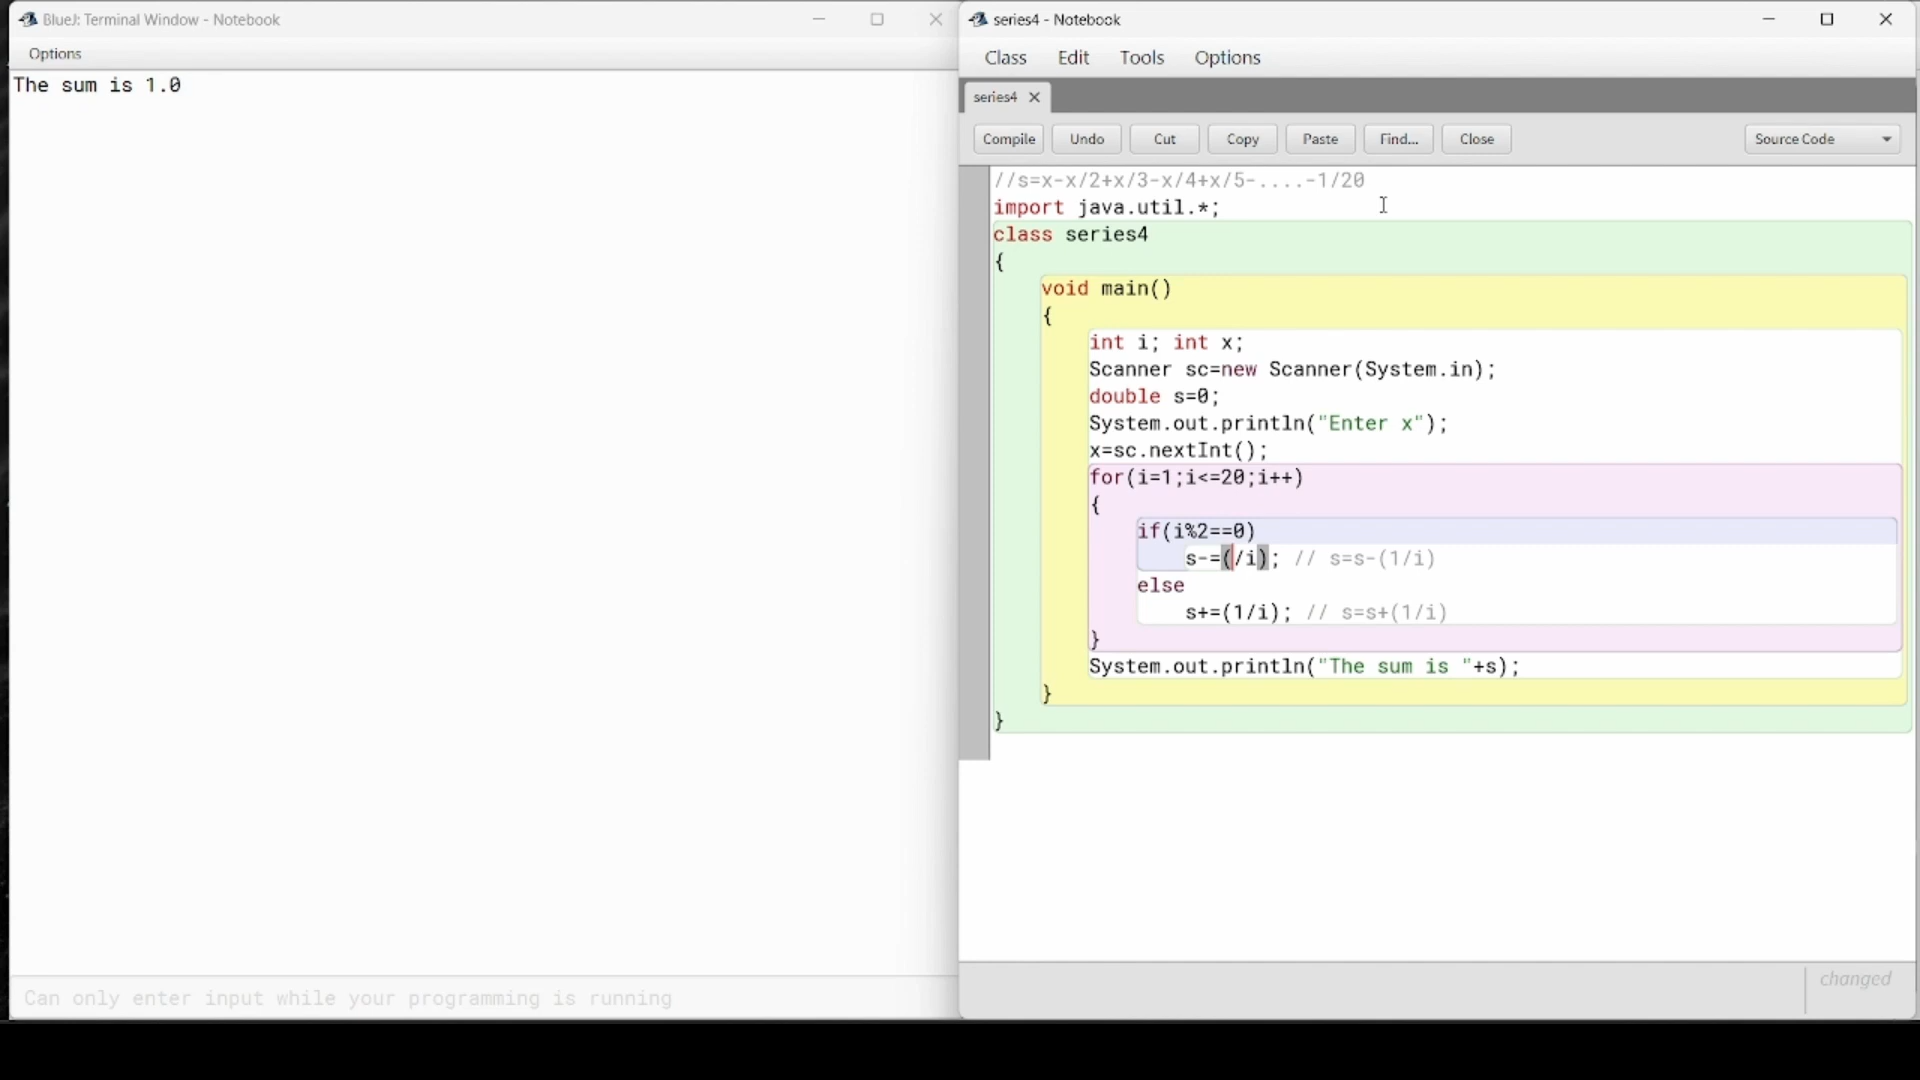 BlueJ: Terminal Window - Notebook
Options
The sum is 1.0
Can only enter input while your programming is running
series4 - Notebook
Class Edit Tools Options
series4
Compile Undo Cut Copy Paste Find... Close Source Code
//s=x-x/2+x/3-x/4+x/5-....-1/20
import java.util.*;
class series4
{
void main()
{
int i; int x;
Scanner sc=new Scanner(System.in);
double s=0;
System.out.println("Enter x");
x=sc.nextInt();
for(i=1;i<=20;i++)
{
if(i%2==0)
s-=(/i); // s=s-(1/i)
else
s+=(1/i); // s=s+(1/i)
}
System.out.println("The sum is "+s);
}
}
changed